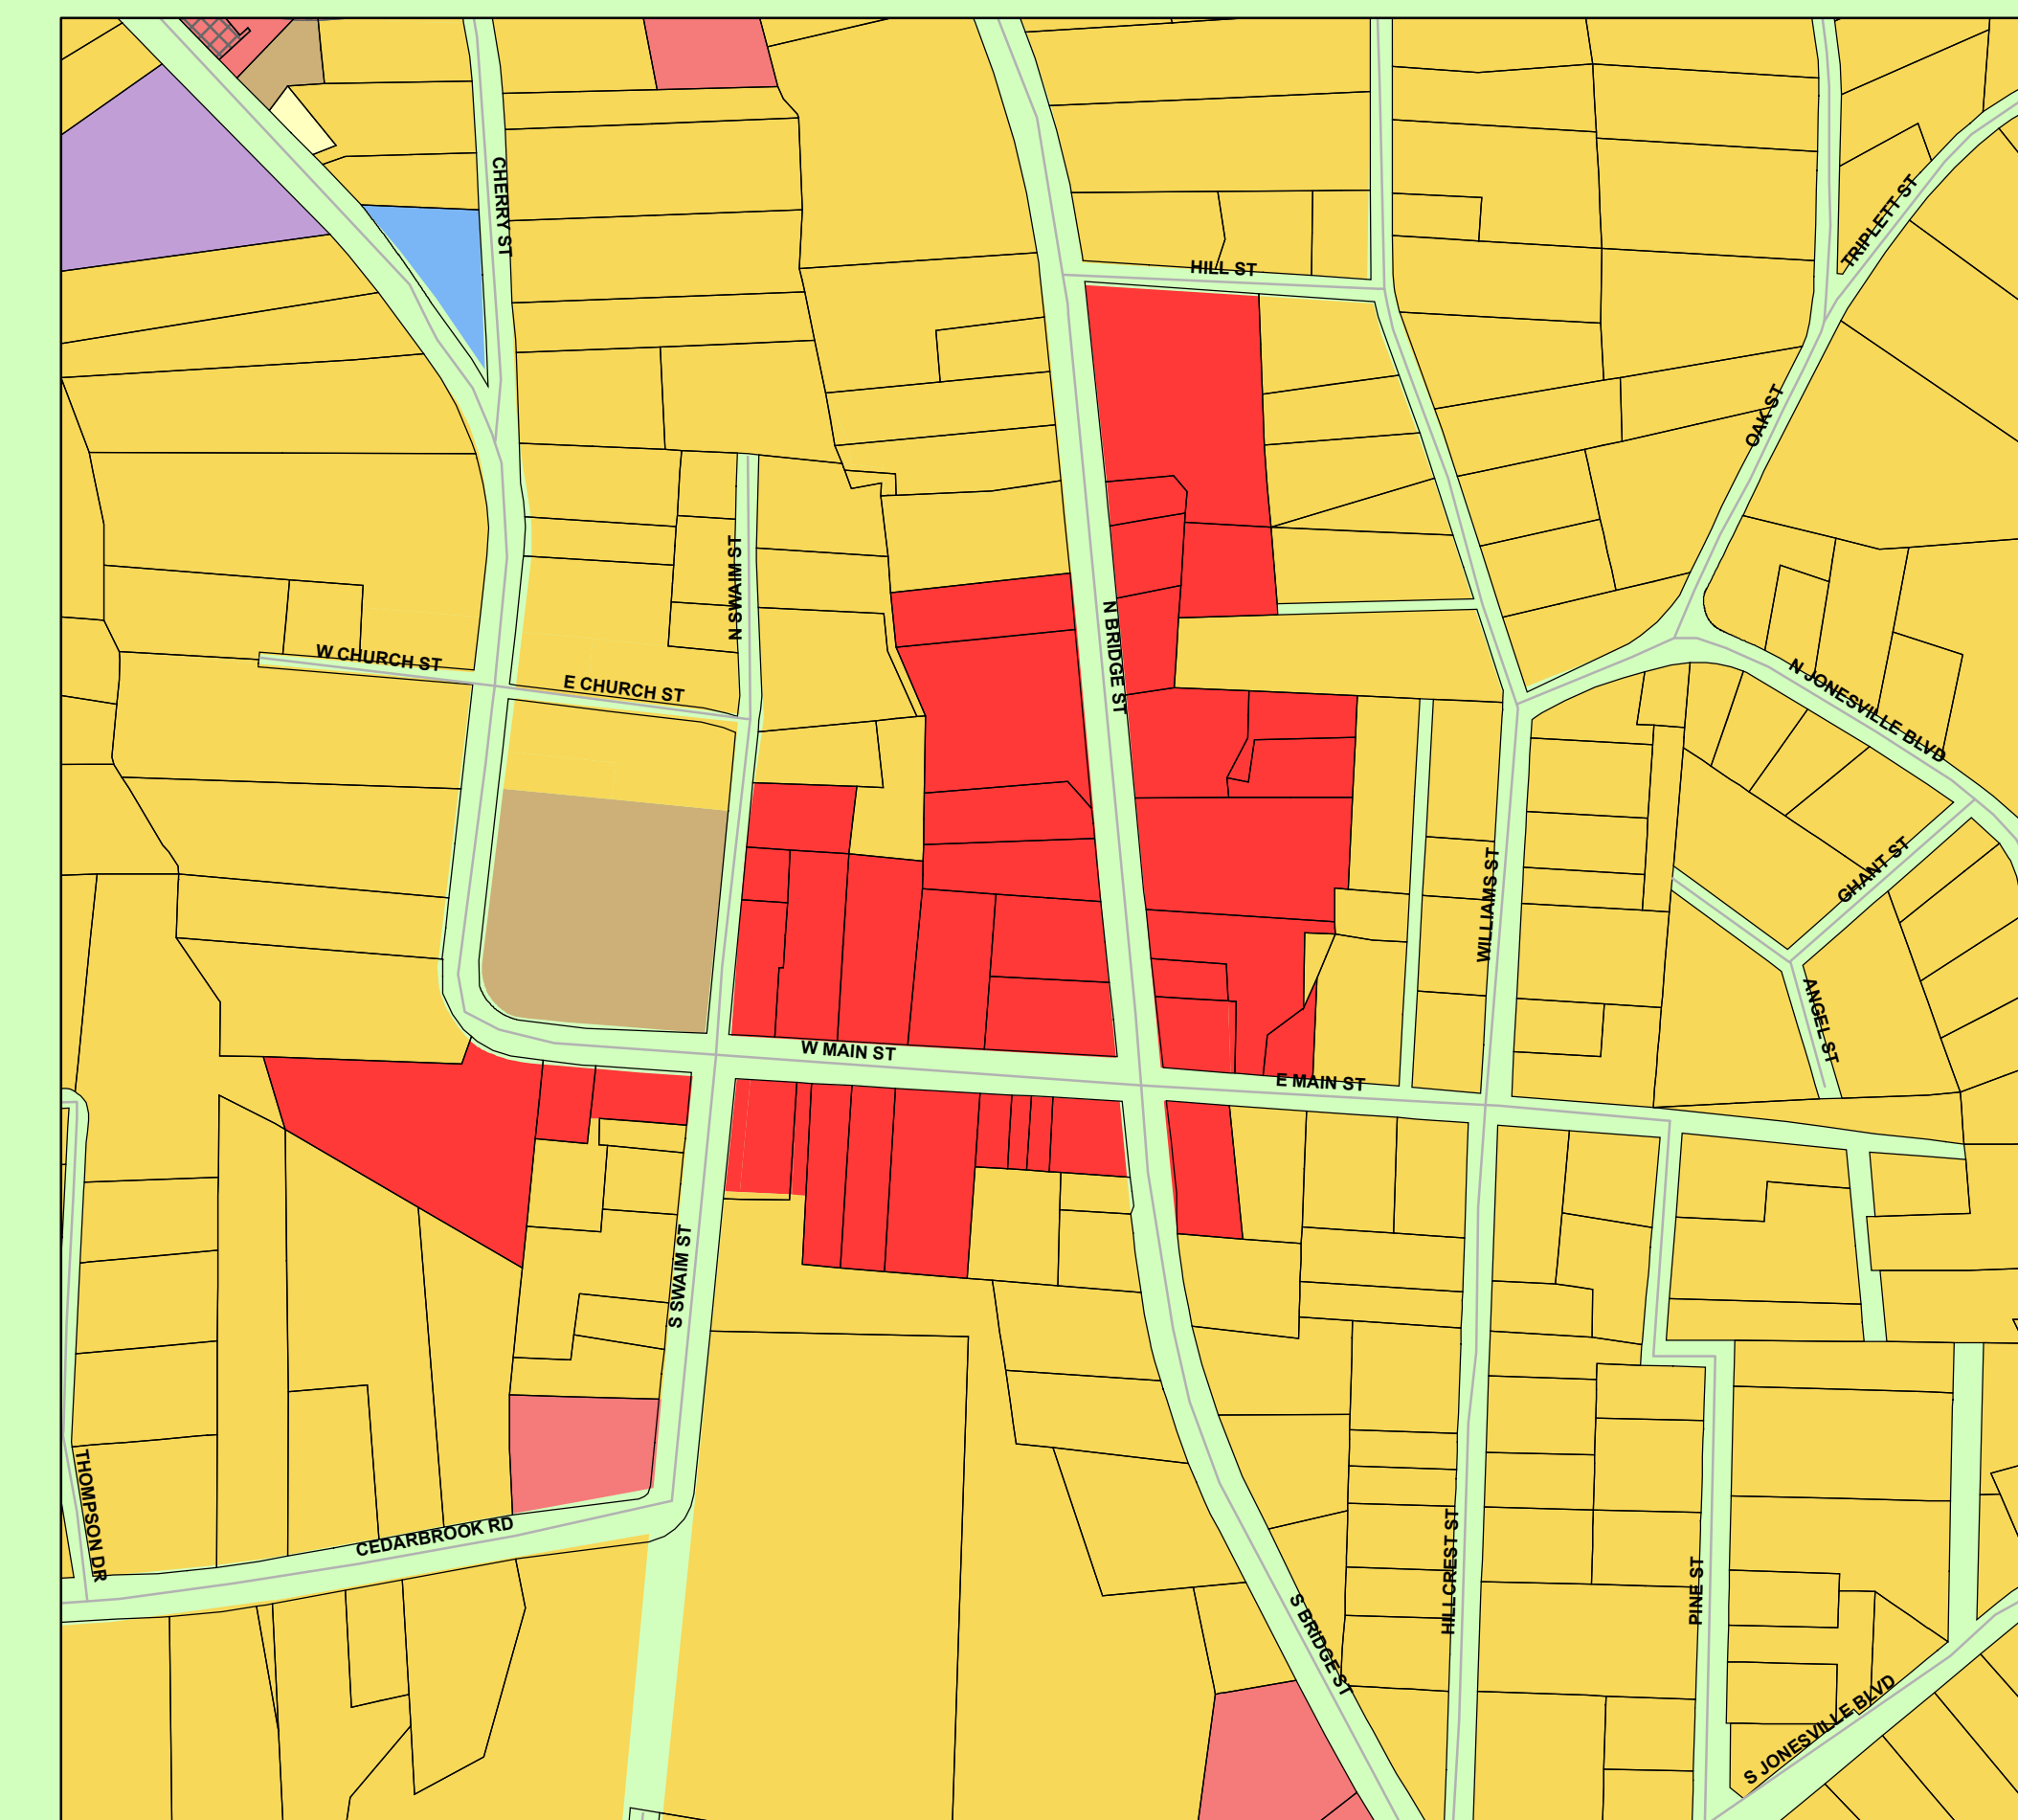 CHERRY ST
TRIPLETT ST
HILL ST
OAK ST
N SWAIM ST
W CHURCH ST
E CHURCH ST
N BRIDGE ST
N JONESVILLE BLVD
WILLIAMS ST
GHANT ST
ANGEL ST
W MAIN ST
E MAIN ST
S SWAIM ST
THOMPSON DR
CEDARBROOK RD
HILLCREST ST
PINE ST
S BRIDGE ST
S JONESVILLE BLVD